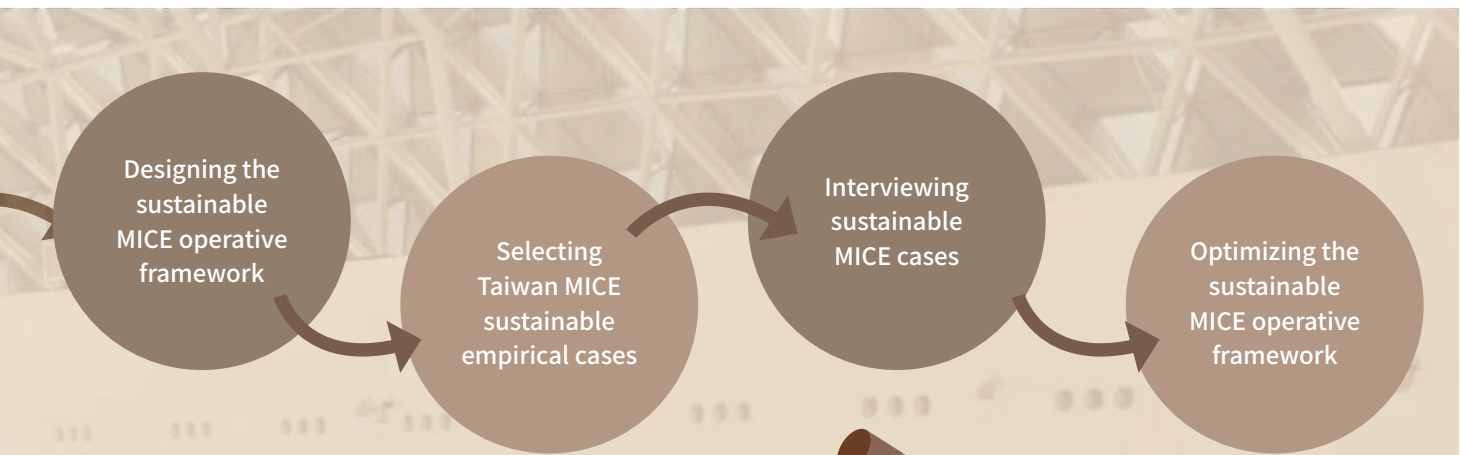 Designing the
sustainable
MICE operative
framework
Selecting
Taiwan MICE
sustainable
empirical cases
Interviewing
sustainable
MICE cases
Optimizing the
sustainable
MICE operative
framework